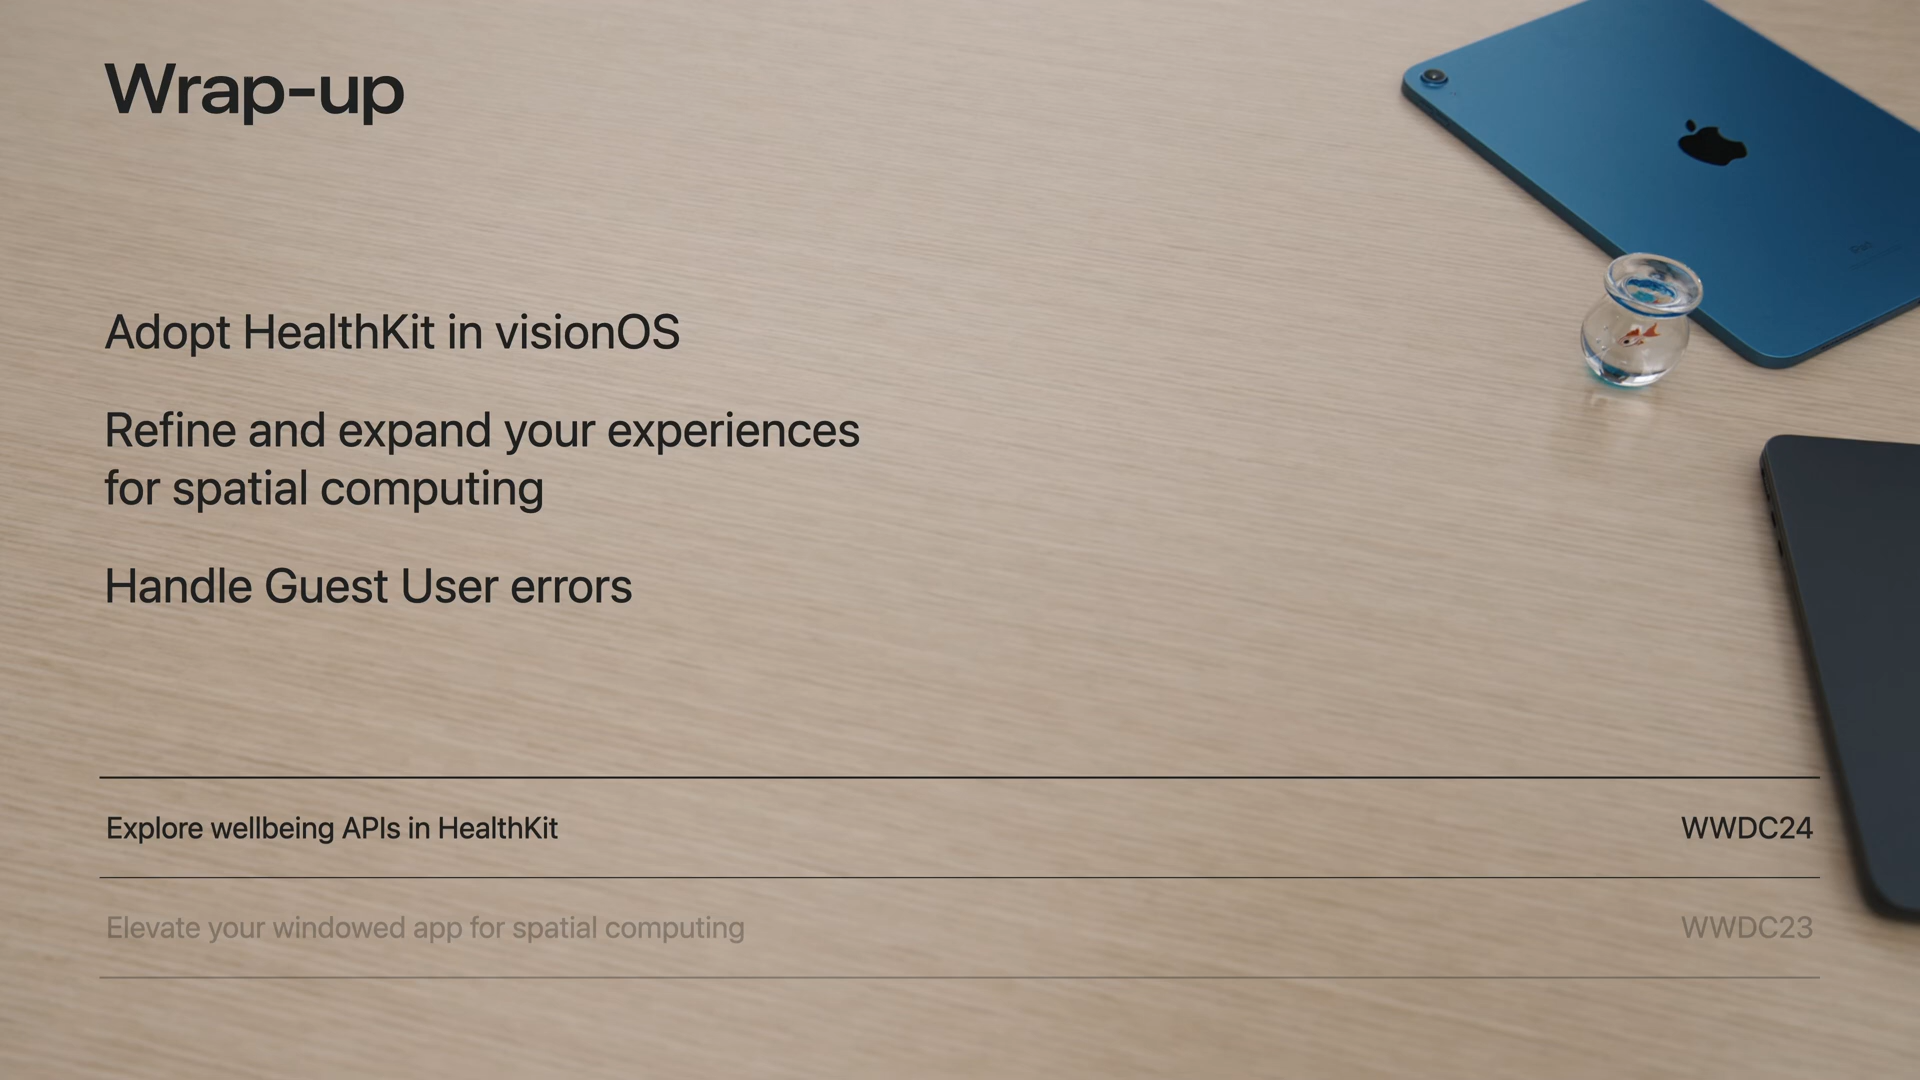 Wrap-up
Adopt HealthKit in visionOS
Refine and expand your experiences
for spatial computing
Handle Guest User errors
Explore wellbeing APIs in HealthKit WWDC24
Elevate your windowed app for spatial computing WWDC23